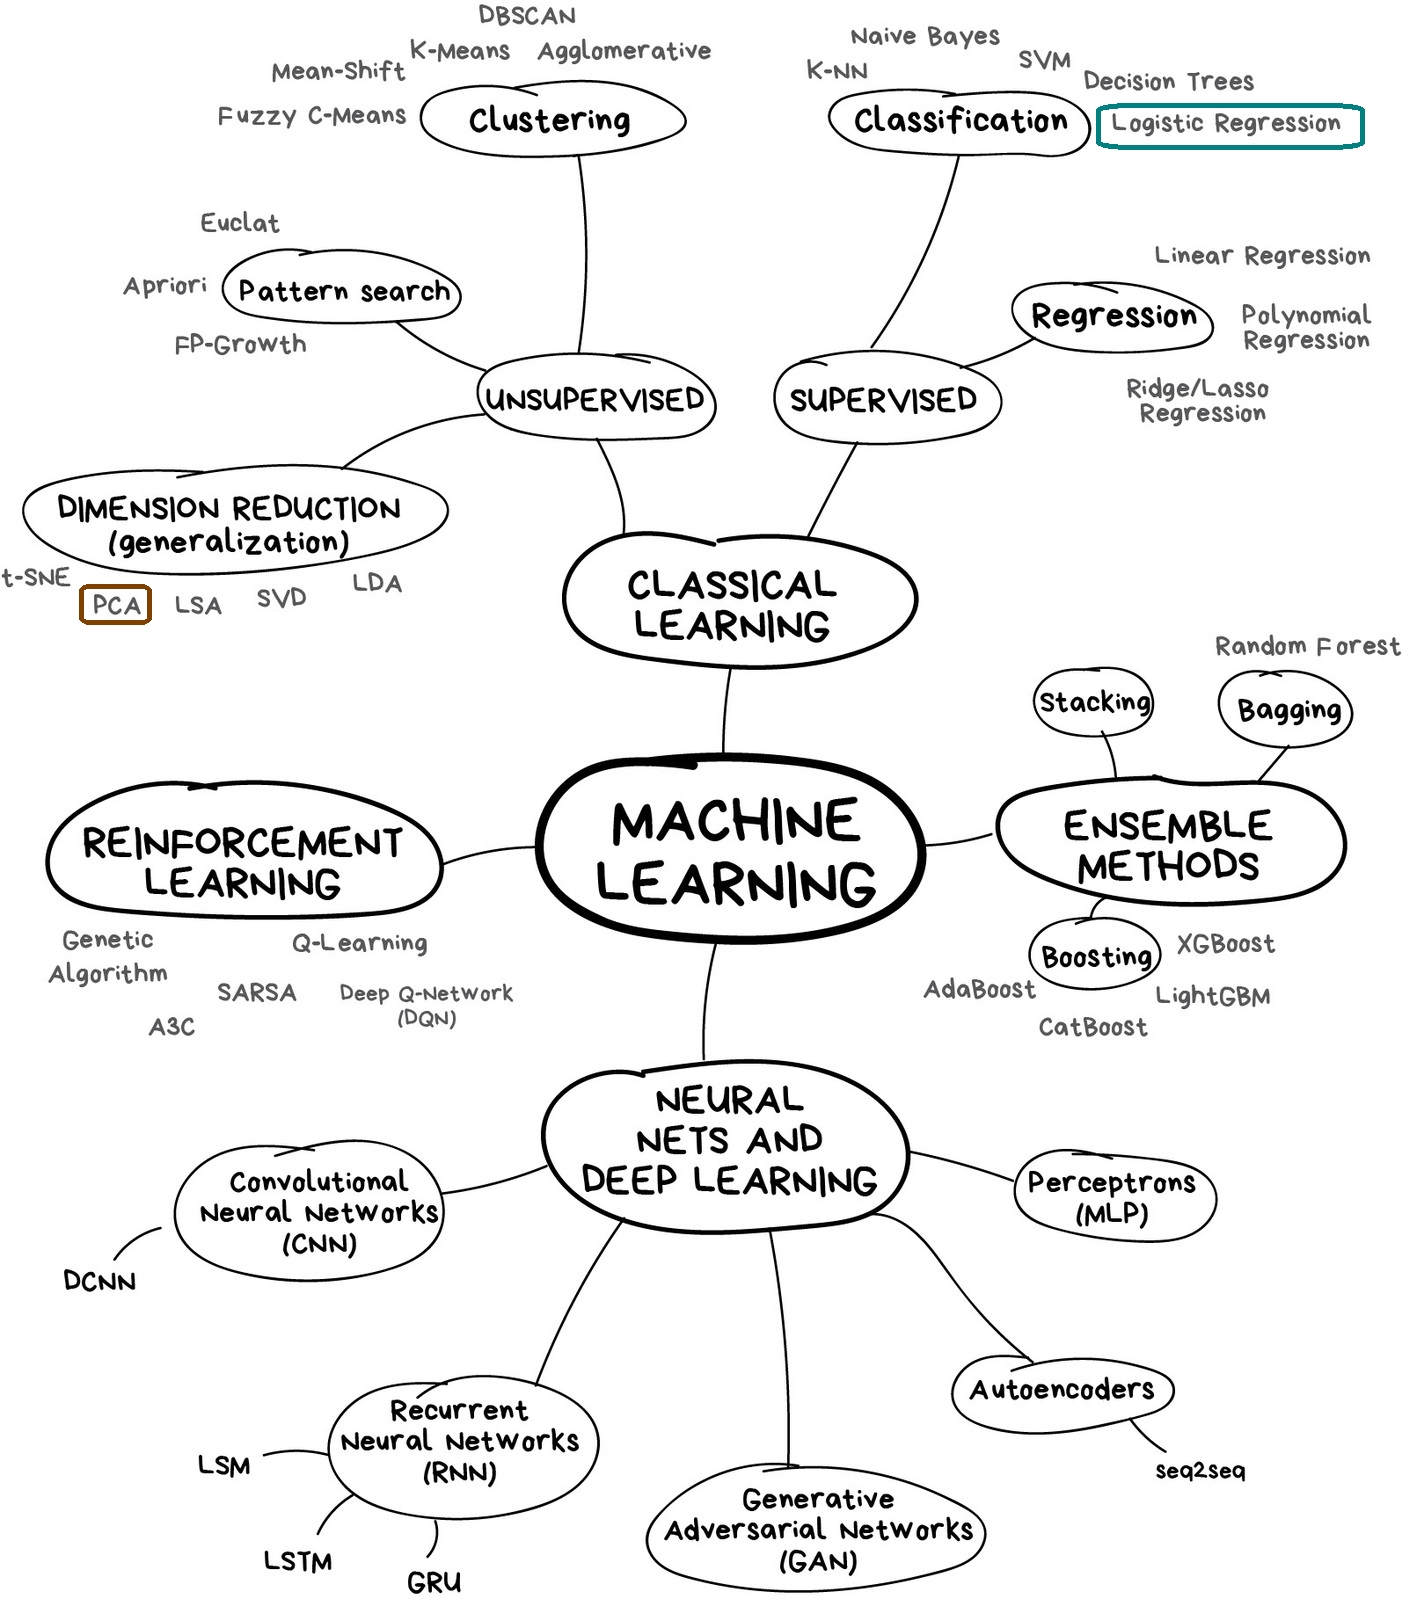 DBSCAN
K-Means
Agglomerative
Mean-Shift
Fuzzy C-Means
Clustering
Naive Bayes
K-NN
SVM
Decision Trees
Logistic Regression
Classification
Euclat
Apriori
Pattern search
FP-Growth
Linear Regression
Regression
Polynomial
Regression
Ridge/Lasso
Regression
UNSUPERVISED
SUPERVISED
DIMENSION REDUCTION
(generalization)
t-SNE
PCA
LSA
SVD
LDA
CLASSICAL
LEARNING
Random Forest
Stacking
Bagging
MACHINE
LEARNING
REINFORCEMENT
LEARNING
ENSEMBLE
METHODS
Genetic
Algorithm
Q-Learning
SARSA
Deep Q-Network
(DQN)
A3C
Boosting
XGBoost
AdaBoost
LightGBM
CatBoost
NEURAL
NETS AND
DEEP LEARNING
Convolutional
Neural Networks
(CNN)
DCNN
Perceptrons
(MLP)
Recurrent
Neural Networks
(RNN)
LSM
LSTM
GRU
Generative
Adversarial Networks
(GAN)
Autoencoders
seq2seq